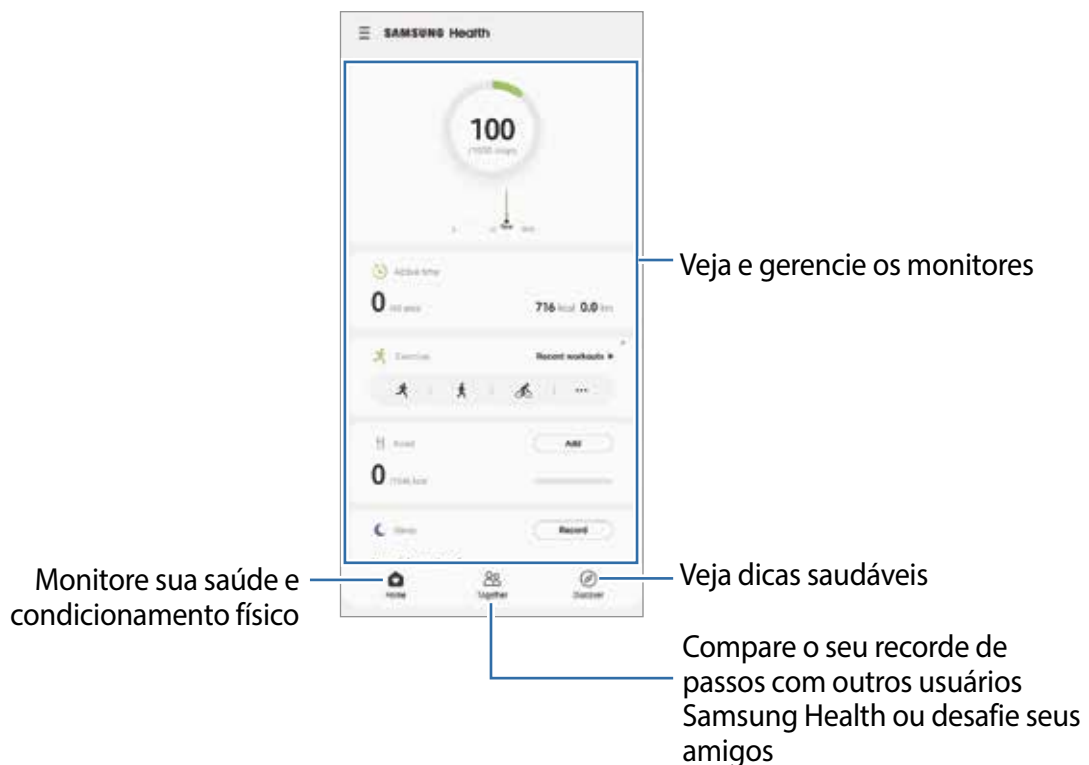 SAMSUNG Health
100
Active time
0
716 kcal 0.0 km
Exercise
Recent workouts
Food
Add
0
Sleep
Record
Home
Together
Discover
Veja e gerencie os monitores
Monitore sua saúde e
condicionamento físico
Veja dicas saudáveis
Compare o seu recorde de
passos com outros usuários
Samsung Health ou desafie seus
amigos